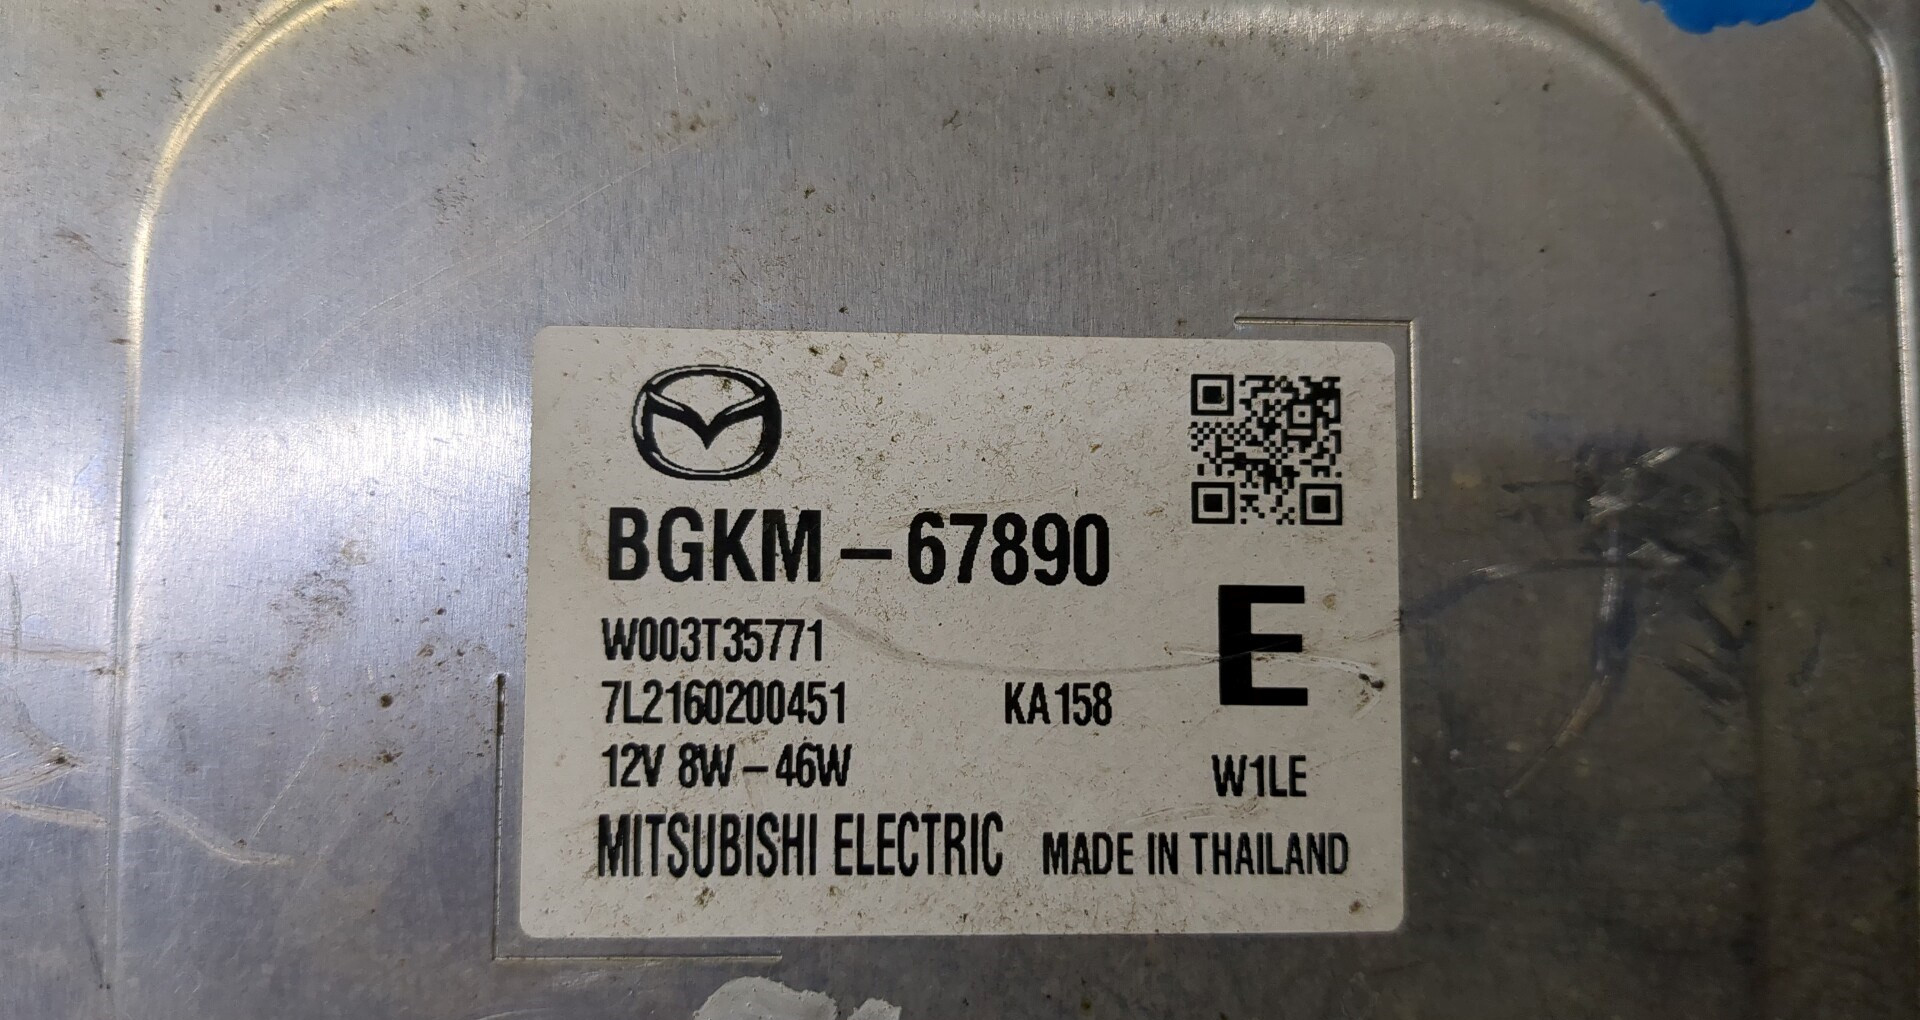 BGKM-67890
E
W003T35771
7L2160200451 KA158
12V 8W-46W W1LE
MITSUBISHI ELECTRIC MADE IN THAILAND